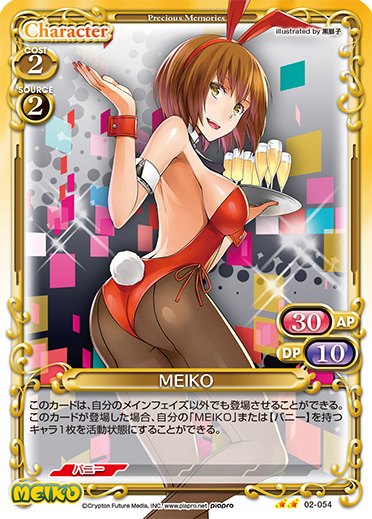 Precious Memories
Character
illustrated by 黒獅子
COST
2
SOURCE
2
30 AP
DP 10
MEIKO
このカードは、自分のメインフェイズ以外でも登場させることができる。
このカードが登場した場合、自分の「MEIKO」または【バニー】を持つ
キャラ1枚を活動状態にすることができる。
バニー
MEIKO
©Crypton Future Media, INC. www.piapro.net piapro
02-054